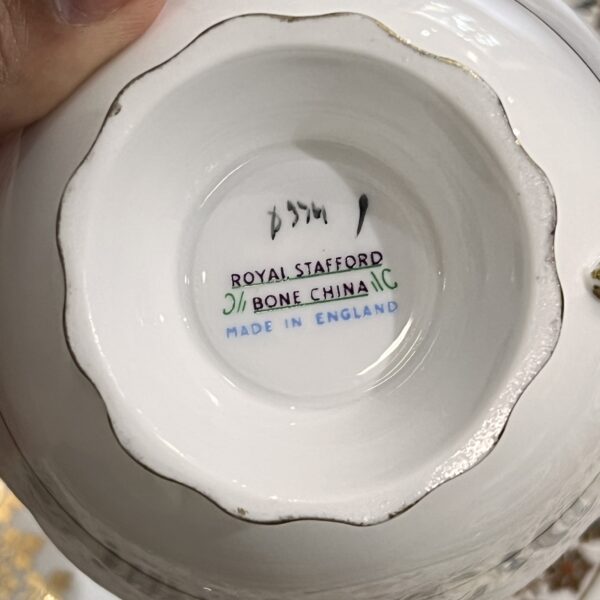 ROYAL STAFFORD
BONE CHINA
MADE IN ENGLAND